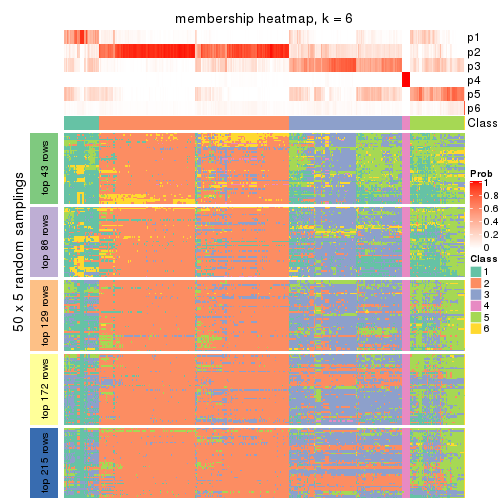 membership heatmap, k = 6
p1
p2
p3
p4
p5
p6
Class
50 x 5 random samplings
top 43 rows
top 86 rows
top 129 rows
top 172 rows
top 215 rows
Prob
1
0.8
0.6
0.4
0.2
0
Class
1
2
3
4
5
6